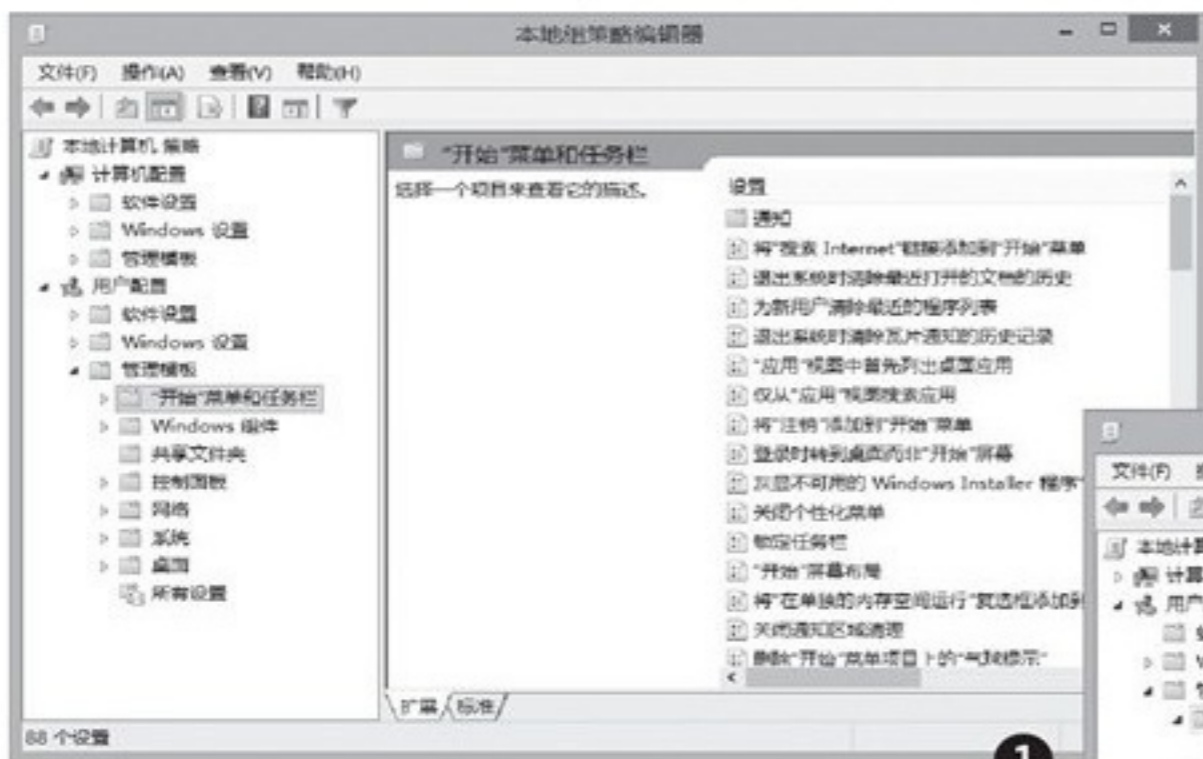 本地组策略编辑器
文件(F) 操作(A) 查看(V) 帮助(H)
本地计算机 策略
计算机配置
软件设置
Windows 设置
管理模板
用户配置
软件设置
Windows 设置
管理模板
"开始"菜单和任务栏
Windows 组件
共享文件夹
控制面板
网络
系统
桌面
所有设置
"开始"菜单和任务栏
选择一个项目来查看它的描述。
设置
通知
将"搜索 Internet"链接添加到"开始"菜单
退出系统时清除最近打开的文档的历史
为新用户清除最近的程序列表
退出系统时清除瓦片通知的历史记录
"应用"视图中首先列出桌面应用
仅从"应用"视图搜索应用
将"注销"添加到"开始"菜单
登录时转到桌面而非"开始"屏幕
灰显不可用的 Windows Installer 程序"
关闭个性化菜单
锁定任务栏
"开始"屏幕布局
将"在单独的内存空间运行"复选框添加到
关闭通知区域清理
删除"开始"菜单项目上的"气球提示"
扩展 标准
88 个设置
1
文件(F)
本地计算
计算
用户